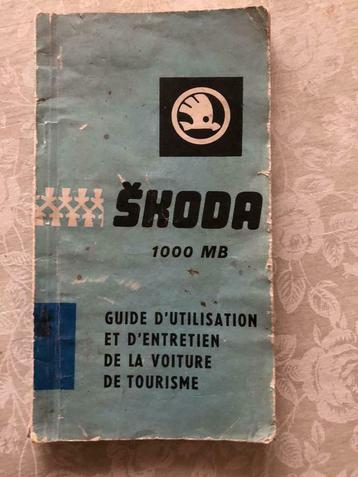 ŠKODA
1000 MB
GUIDE D'UTILISATION
ET D'ENTRETIEN
DE LA VOITURE
DE TOURISME